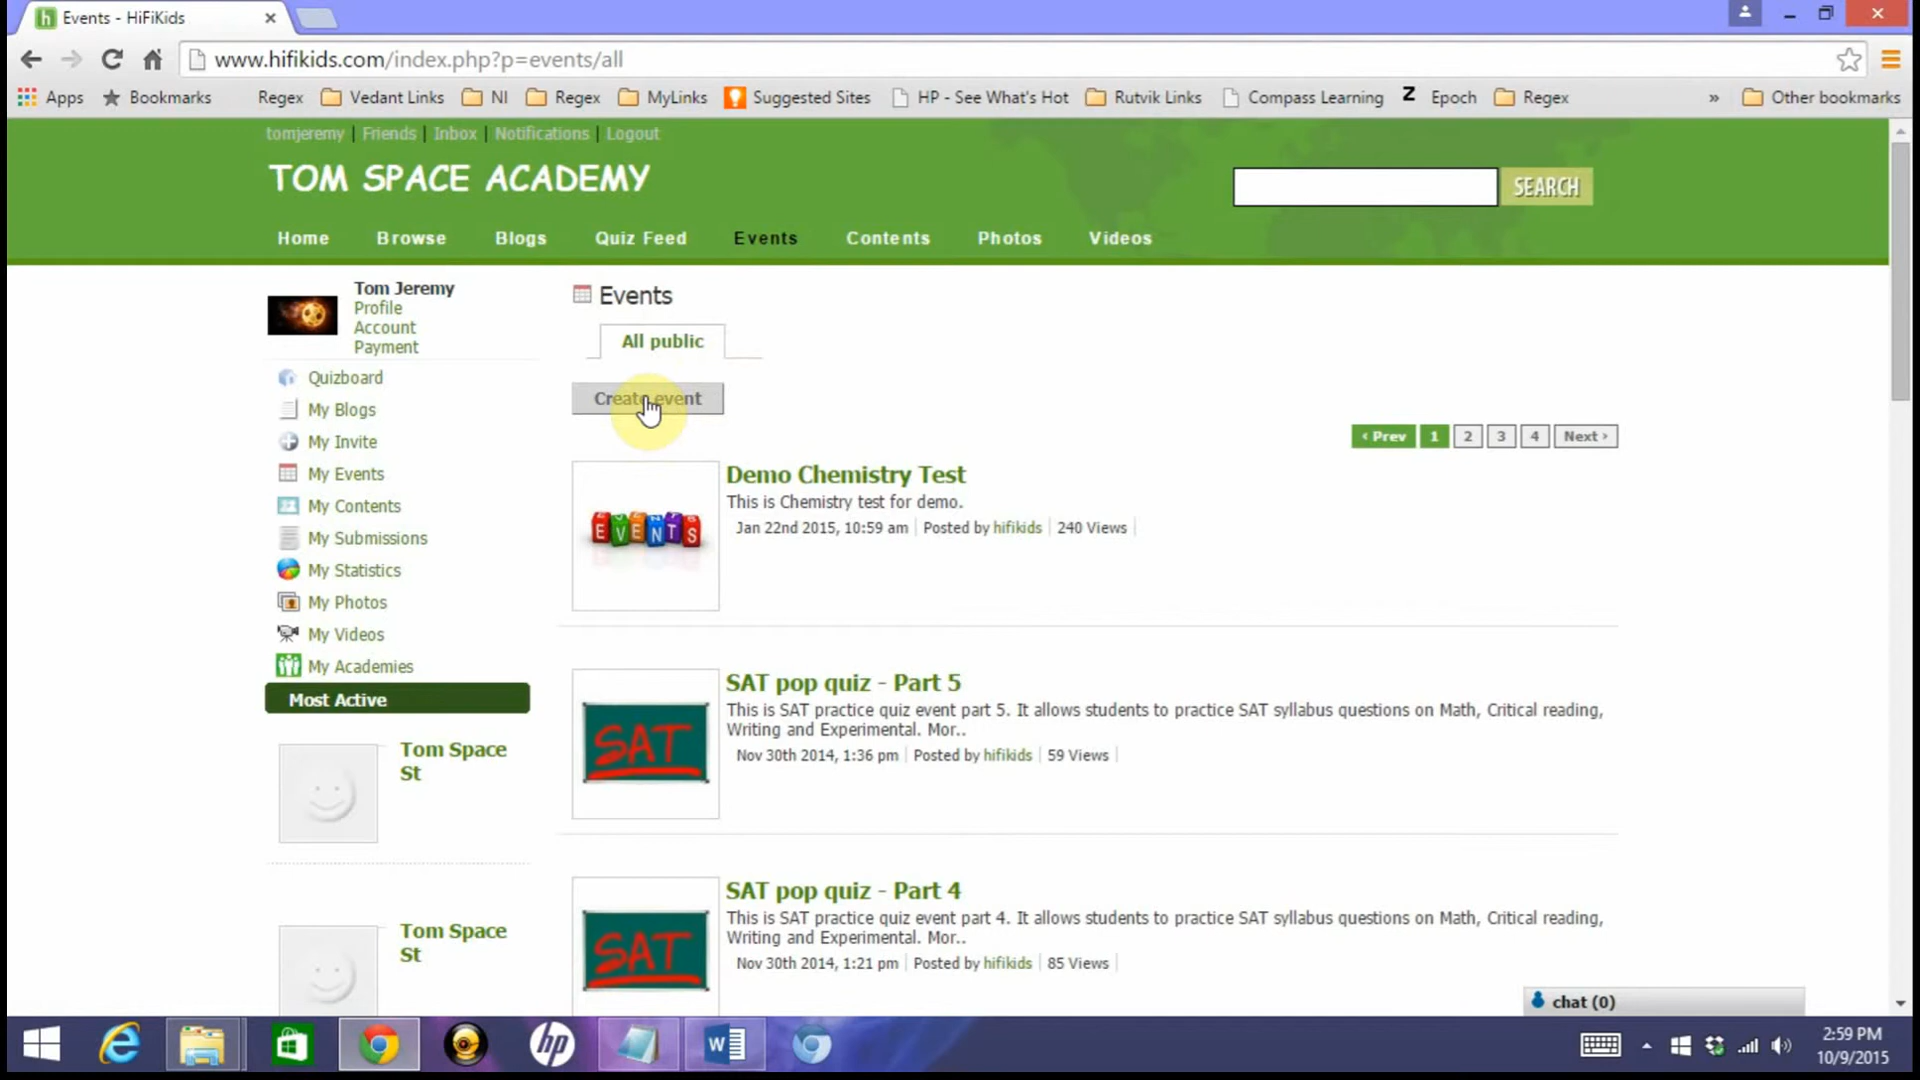 Events - HiFiKids
www.hifikids.com/index.php?p=events/all
Apps Bookmarks Regex Vedant Links NI Regex MyLinks Suggested Sites HP - See What's Hot Rutvik Links Compass Learning Z Epoch Regex » Other bookmarks
tomjeremy | Friends | Inbox | Notifications | Logout
TOM SPACE ACADEMY
SEARCH
Home Browse Blogs Quiz Feed Events Contents Photos Videos
Tom Jeremy
Profile
Account
Payment
Quizboard
My Blogs
My Invite
My Events
My Contents
My Submissions
My Statistics
My Photos
My Videos
My Academies
Most Active
Tom Space
St
Tom Space
St
Events
All public
Create event
‹ Prev 1 2 3 4 Next ›
EVENTS
Demo Chemistry Test
This is Chemistry test for demo.
Jan 22nd 2015, 10:59 am | Posted by hifikids | 240 Views |
SAT
SAT pop quiz - Part 5
This is SAT practice quiz event part 5. It allows students to practice SAT syllabus questions on Math, Critical reading,
Writing and Experimental. Mor..
Nov 30th 2014, 1:36 pm | Posted by hifikids | 59 Views |
SAT
SAT pop quiz - Part 4
This is SAT practice quiz event part 4. It allows students to practice SAT syllabus questions on Math, Critical reading,
Writing and Experimental. Mor..
Nov 30th 2014, 1:21 pm | Posted by hifikids | 85 Views |
chat (0)
hp
2:59 PM
10/9/2015